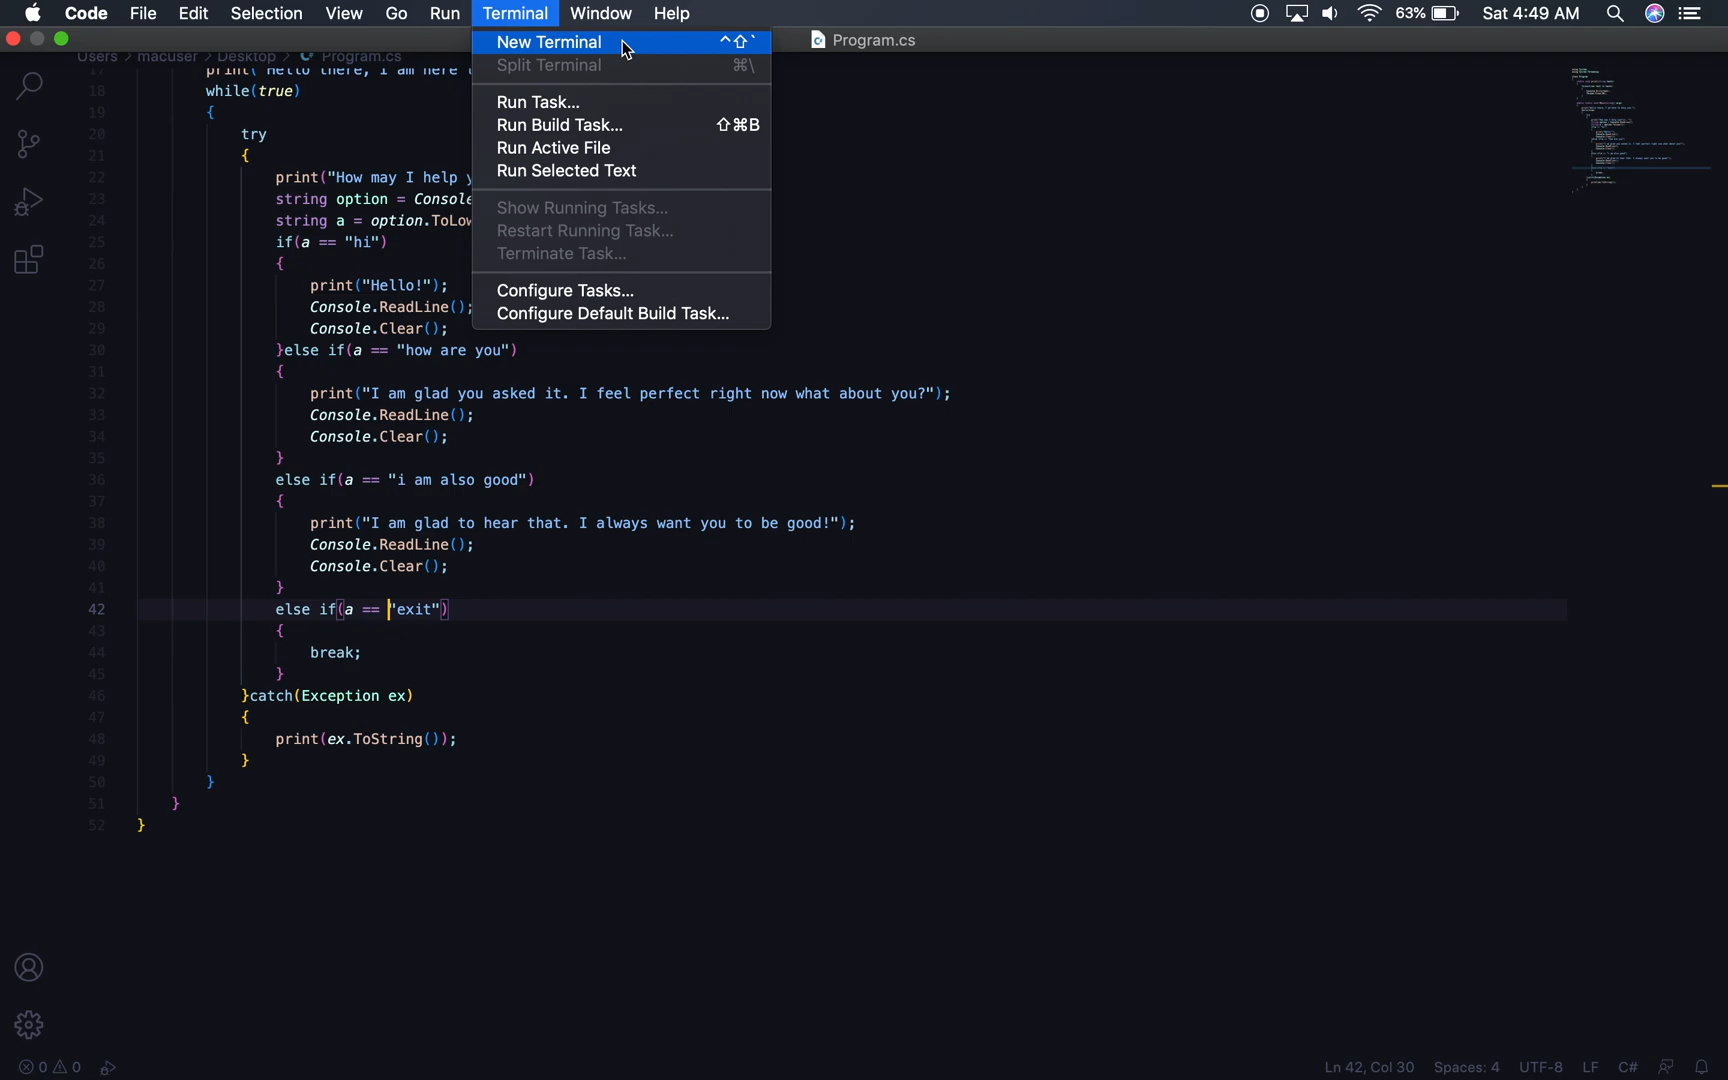 Code File Edit Selection View Go Run Terminal Window Help 63% Sat 4:49 AM
Program.cs
Users > macuser > Desktop > Program.cs
New Terminal ^⇧`
Split Terminal ⌘\
Run Task...
Run Build Task... ⇧⌘B
Run Active File
Run Selected Text
Show Running Tasks...
Restart Running Task...
Terminate Task...
Configure Tasks...
Configure Default Build Task...
17 print("Hello there, I am here
18 while(true)
19 {
20 try
21 {
22 print("How may I help
23 string option = Console
24 string a = option.ToLow
25 if(a == "hi")
26 {
27 print("Hello!");
28 Console.ReadLine();
29 Console.Clear();
30 }else if(a == "how are you")
31 {
32 print("I am glad you asked it. I feel perfect right now what about you?");
33 Console.ReadLine();
34 Console.Clear();
35 }
36 else if(a == "i am also good")
37 {
38 print("I am glad to hear that. I always want you to be good!");
39 Console.ReadLine();
40 Console.Clear();
41 }
42 else if(a == "exit")
43 {
44 break;
45 }
46 }catch(Exception ex)
47 {
48 print(ex.ToString());
49 }
50 }
51 }
52 }
0 0 Ln 42, Col 30 Spaces: 4 UTF-8 LF C#